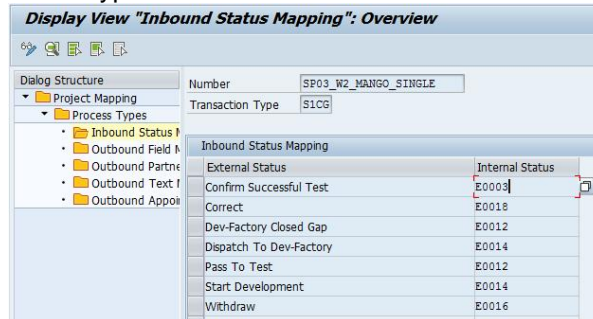 Display View "Inbound Status Mapping": Overview
Dialog Structure
Project Mapping
Process Types
Inbound Status
Outbound Field
Outbound Partne
Outbound Text
Outbound Appoi
Number SP03_W2_MANGO_SINGLE
Transaction Type S1CG
Inbound Status Mapping
External Status Internal Status
Confirm Successful Test E0003
Correct E0018
Dev-Factory Closed Gap E0012
Dispatch To Dev-Factory E0014
Pass To Test E0012
Start Development E0014
Withdraw E0016